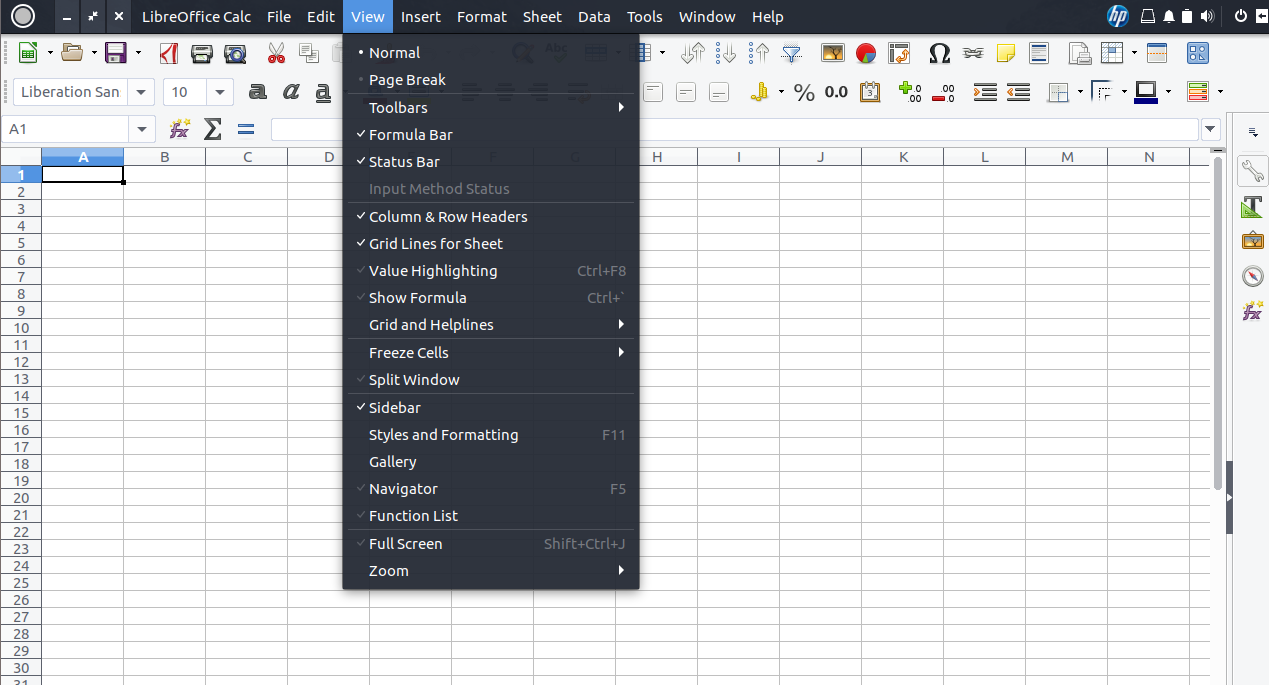 LibreOffice Calc File Edit View Insert Format Sheet Data Tools Window Help
hp
Normal
Page Break
Toolbars
Formula Bar
Status Bar
Input Method Status
Column & Row Headers
Grid Lines for Sheet
Value Highlighting Ctrl+F8
Show Formula Ctrl+`
Grid and Helplines
Freeze Cells
Split Window
Sidebar
Styles and Formatting F11
Gallery
Navigator F5
Function List
Full Screen Shift+Ctrl+J
Zoom
Liberation San 10 a a a % 0.0
A1 fx Σ =
A B C D E F G H I J K L M N
1
2
3
4
5
6
7
8
9
10
11
12
13
14
15
16
17
18
19
20
21
22
23
24
25
26
27
28
29
30
31